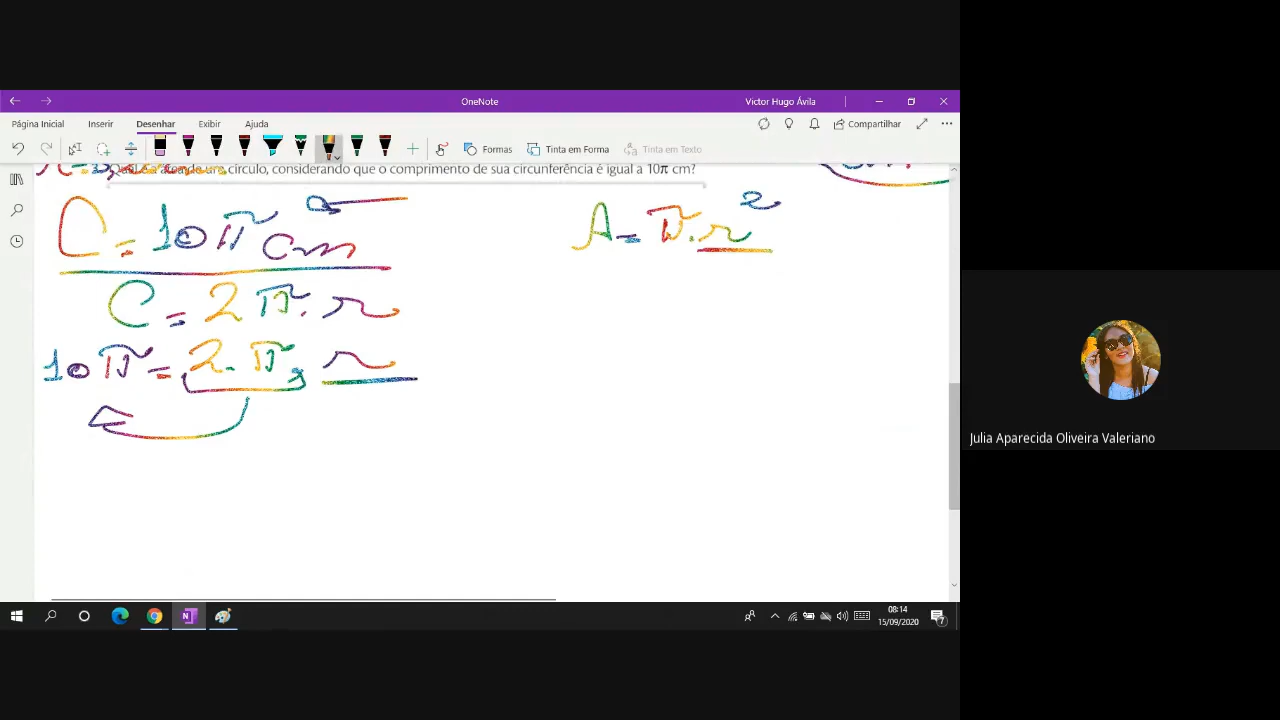 OneNote
Victor Hugo Ávila
Página Inicial
Inserir
Desenhar
Exibir
Ajuda
Compartilhar
Formas
Tinta em Forma
Tinta em Texto
círculo, considerando que o comprimento de sua circunferência é igual a 10π cm?
C = 10π cm
A = π.r²
C = 2π.r
10π = 2.π. r
Julia Aparecida Oliveira Valeriano
08:14
15/09/2020
7